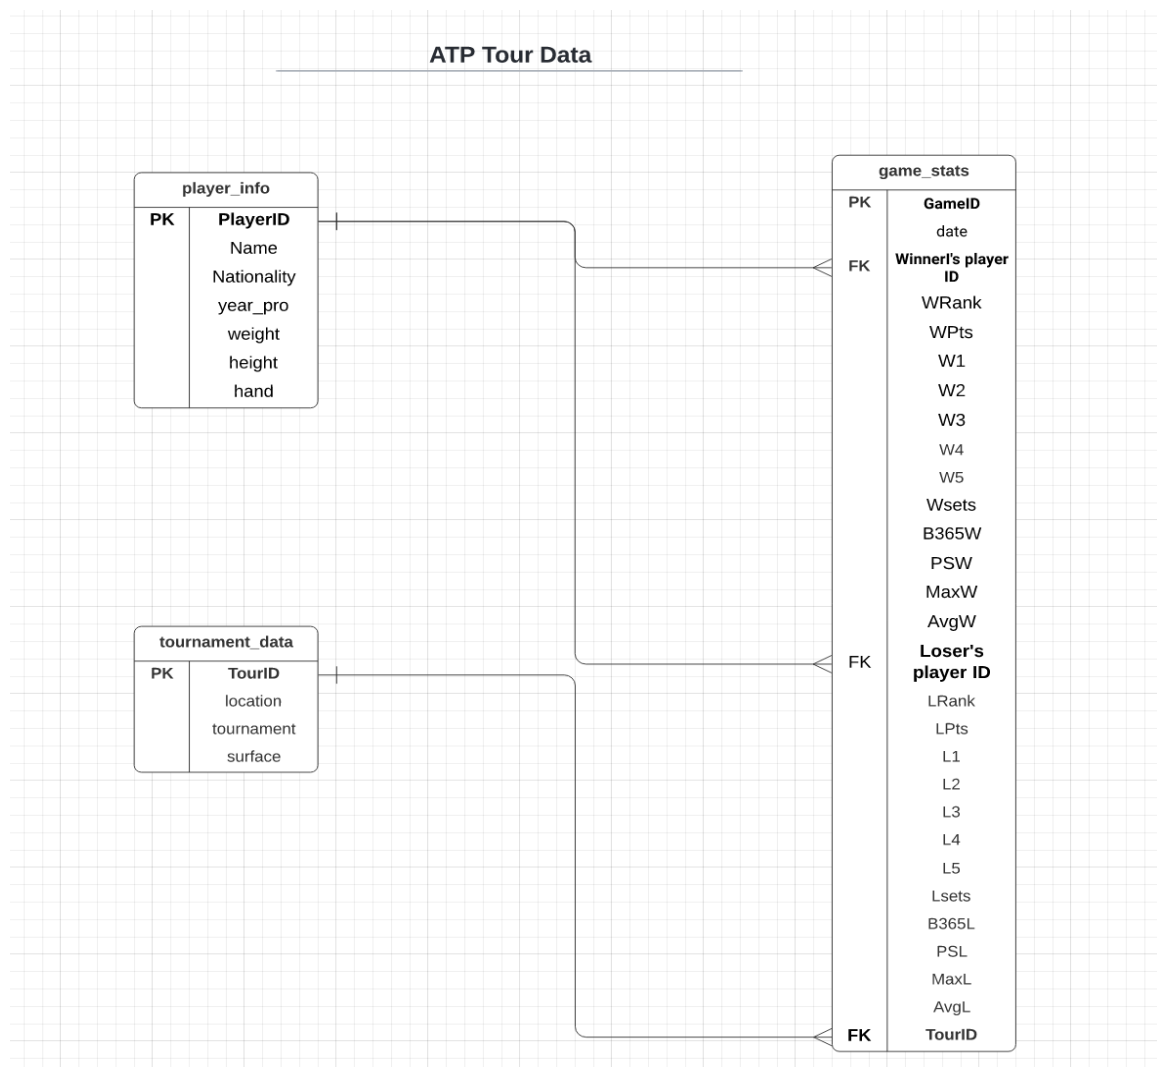 ATP Tour Data
player_info
PK PlayerID
Name
Nationality
year_pro
weight
height
hand
tournament_data
PK TourID
location
tournament
surface
game_stats
PK GameID
date
FK Winnerl's player
ID
WRank
WPts
W1
W2
W3
W4
W5
Wsets
B365W
PSW
MaxW
AvgW
FK Loser's
player ID
LRank
LPts
L1
L2
L3
L4
L5
Lsets
B365L
PSL
MaxL
AvgL
FK TourID